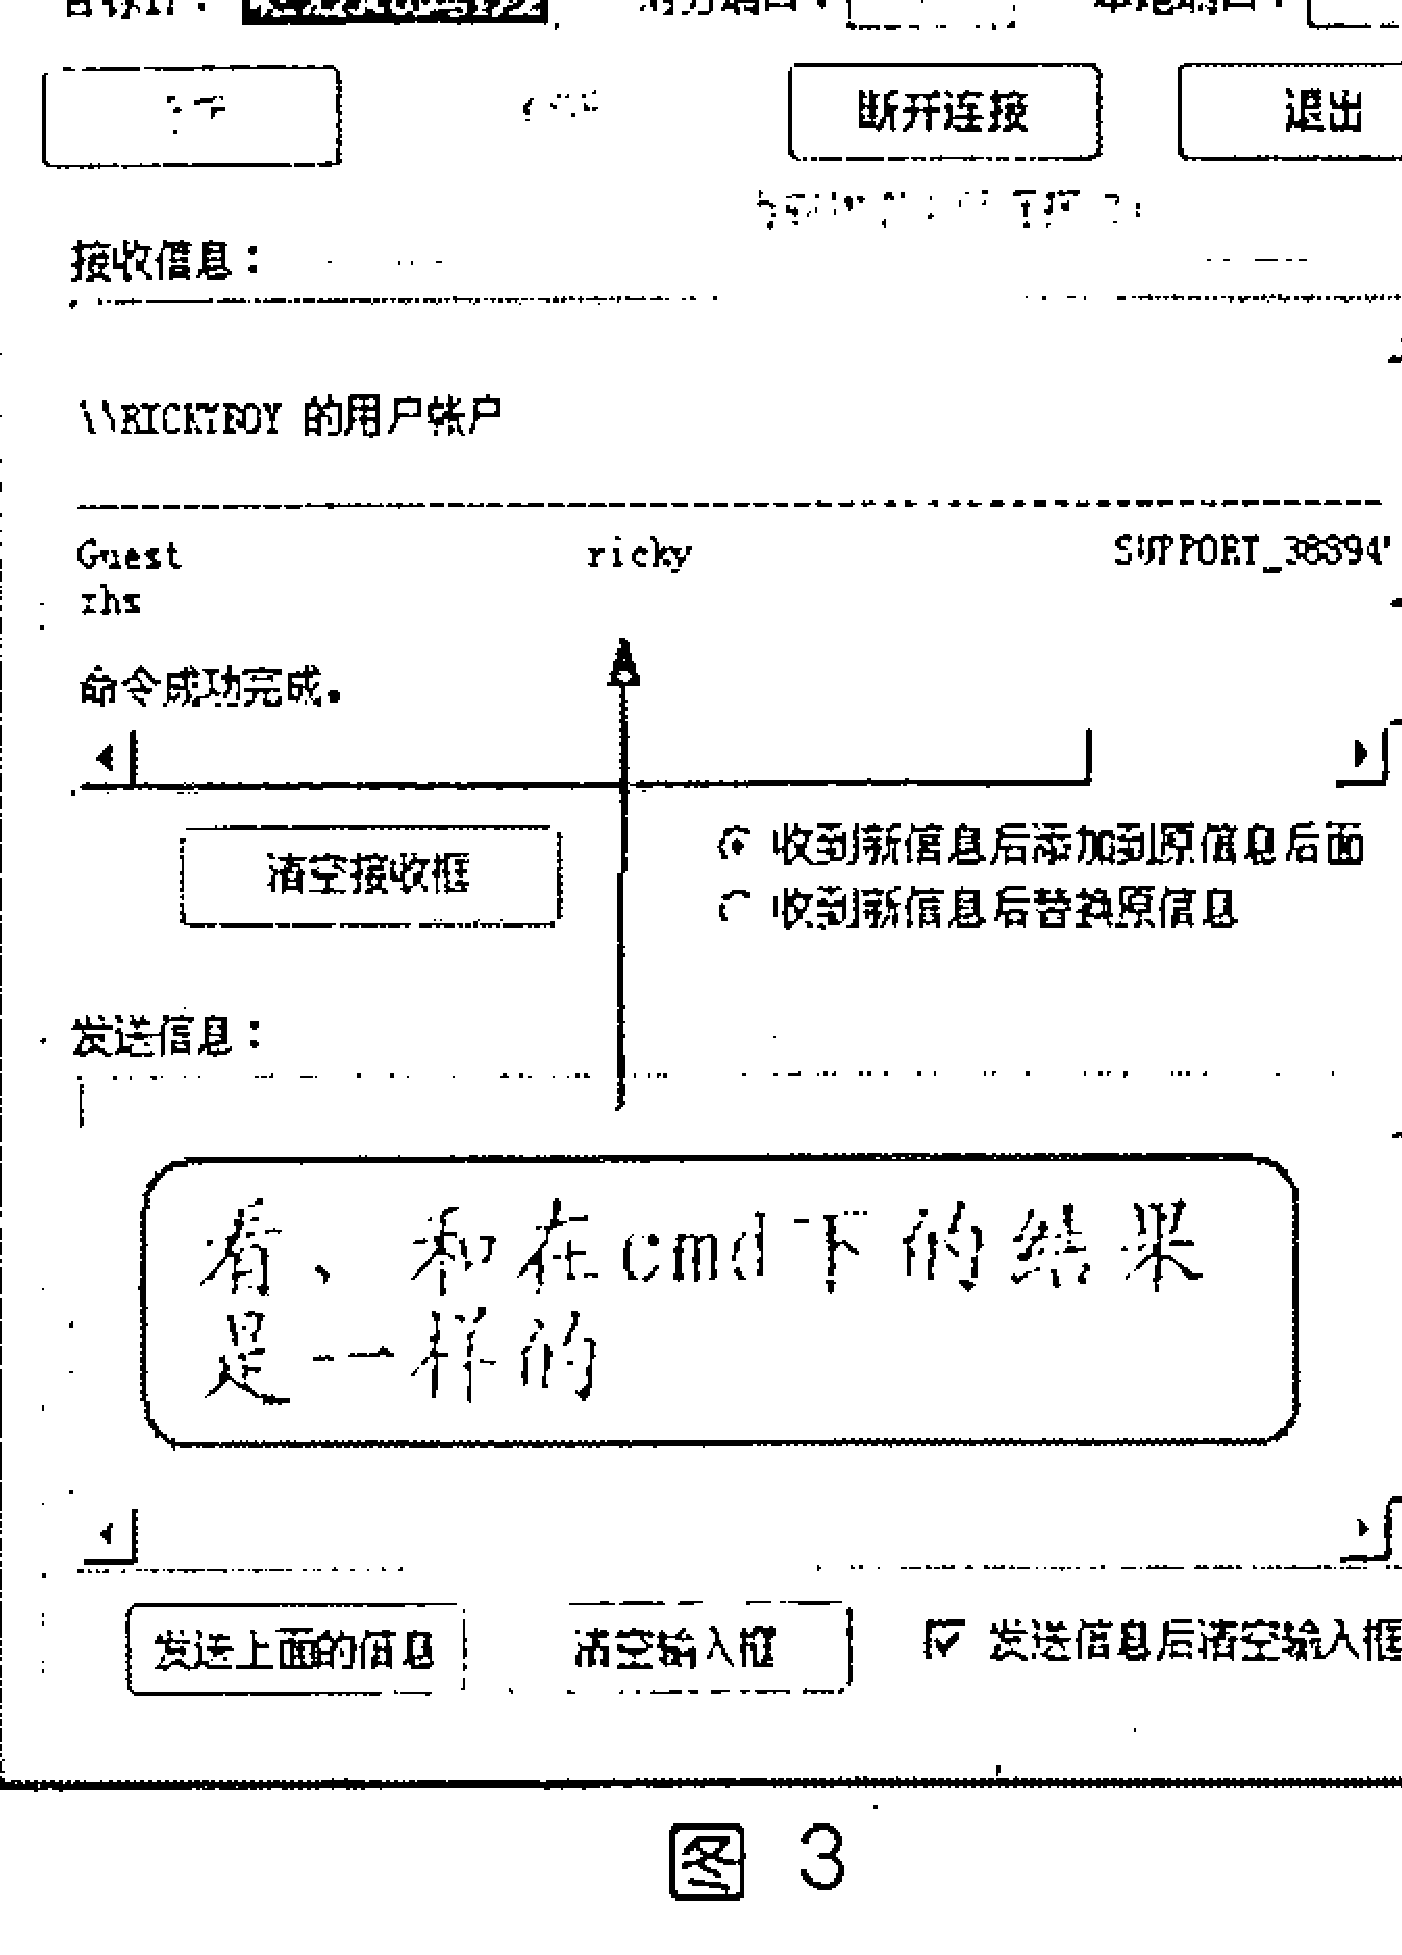 断开连接 退出
接收信息：
\\RICKYBOY 的用户帐户
Guest ricky SUPPORT_38894
zhx
命令成功完成。
清空接收框
收到新信息后添加到原信息后面
收到新信息后替换原信息
发送信息：
看、和在cmd下的结果
是一样的
发送上面的信息 清空输入框 发送信息后清空输入框
图 3